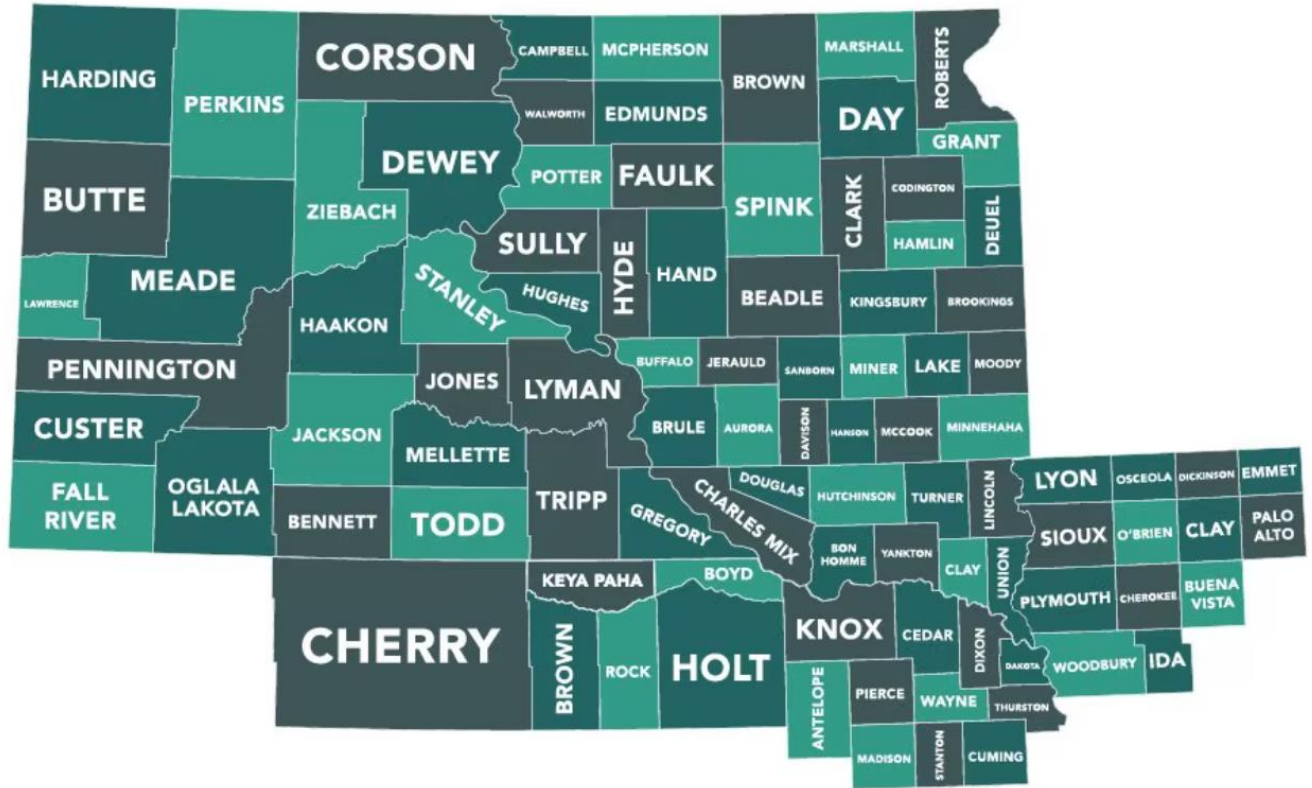 HARDING
PERKINS
CORSON
CAMPBELL
MCPHERSON
BROWN
MARSHALL
ROBERTS
WALWORTH
EDMUNDS
DAY
GRANT
BUTTE
ZIEBACH
DEWEY
POTTER
FAULK
SPINK
CLARK
CODINGTON
DEUEL
HAMLIN
LAWRENCE
MEADE
SULLY
HYDE
HAND
HAAKON
STANLEY
HUGHES
BEADLE
KINGSBURY
BROOKINGS
PENNINGTON
JONES
LYMAN
BUFFALO
JERAULD
SANBORN
MINER
LAKE
MOODY
CUSTER
JACKSON
MELLETTE
BRULE
AURORA
DAVISON
HANSON
MCCOOK
MINNEHAHA
FALL
RIVER
OGLALA
LAKOTA
BENNETT
TODD
TRIPP
GREGORY
CHARLES MIX
DOUGLAS
HUTCHINSON
TURNER
LINCOLN
LYON
OSCEOLA
DICKINSON
EMMET
BON
HOMME
YANKTON
CLAY
UNION
SIOUX
O'BRIEN
CLAY
PALO
ALTO
CHERRY
KEYA PAHA
BOYD
PLYMOUTH
CHEROKEE
BUENA
VISTA
BROWN
ROCK
HOLT
KNOX
CEDAR
DIXON
DAKOTA
WOODBURY
IDA
ANTELOPE
PIERCE
WAYNE
THURSTON
MADISON
STANTON
CUMING